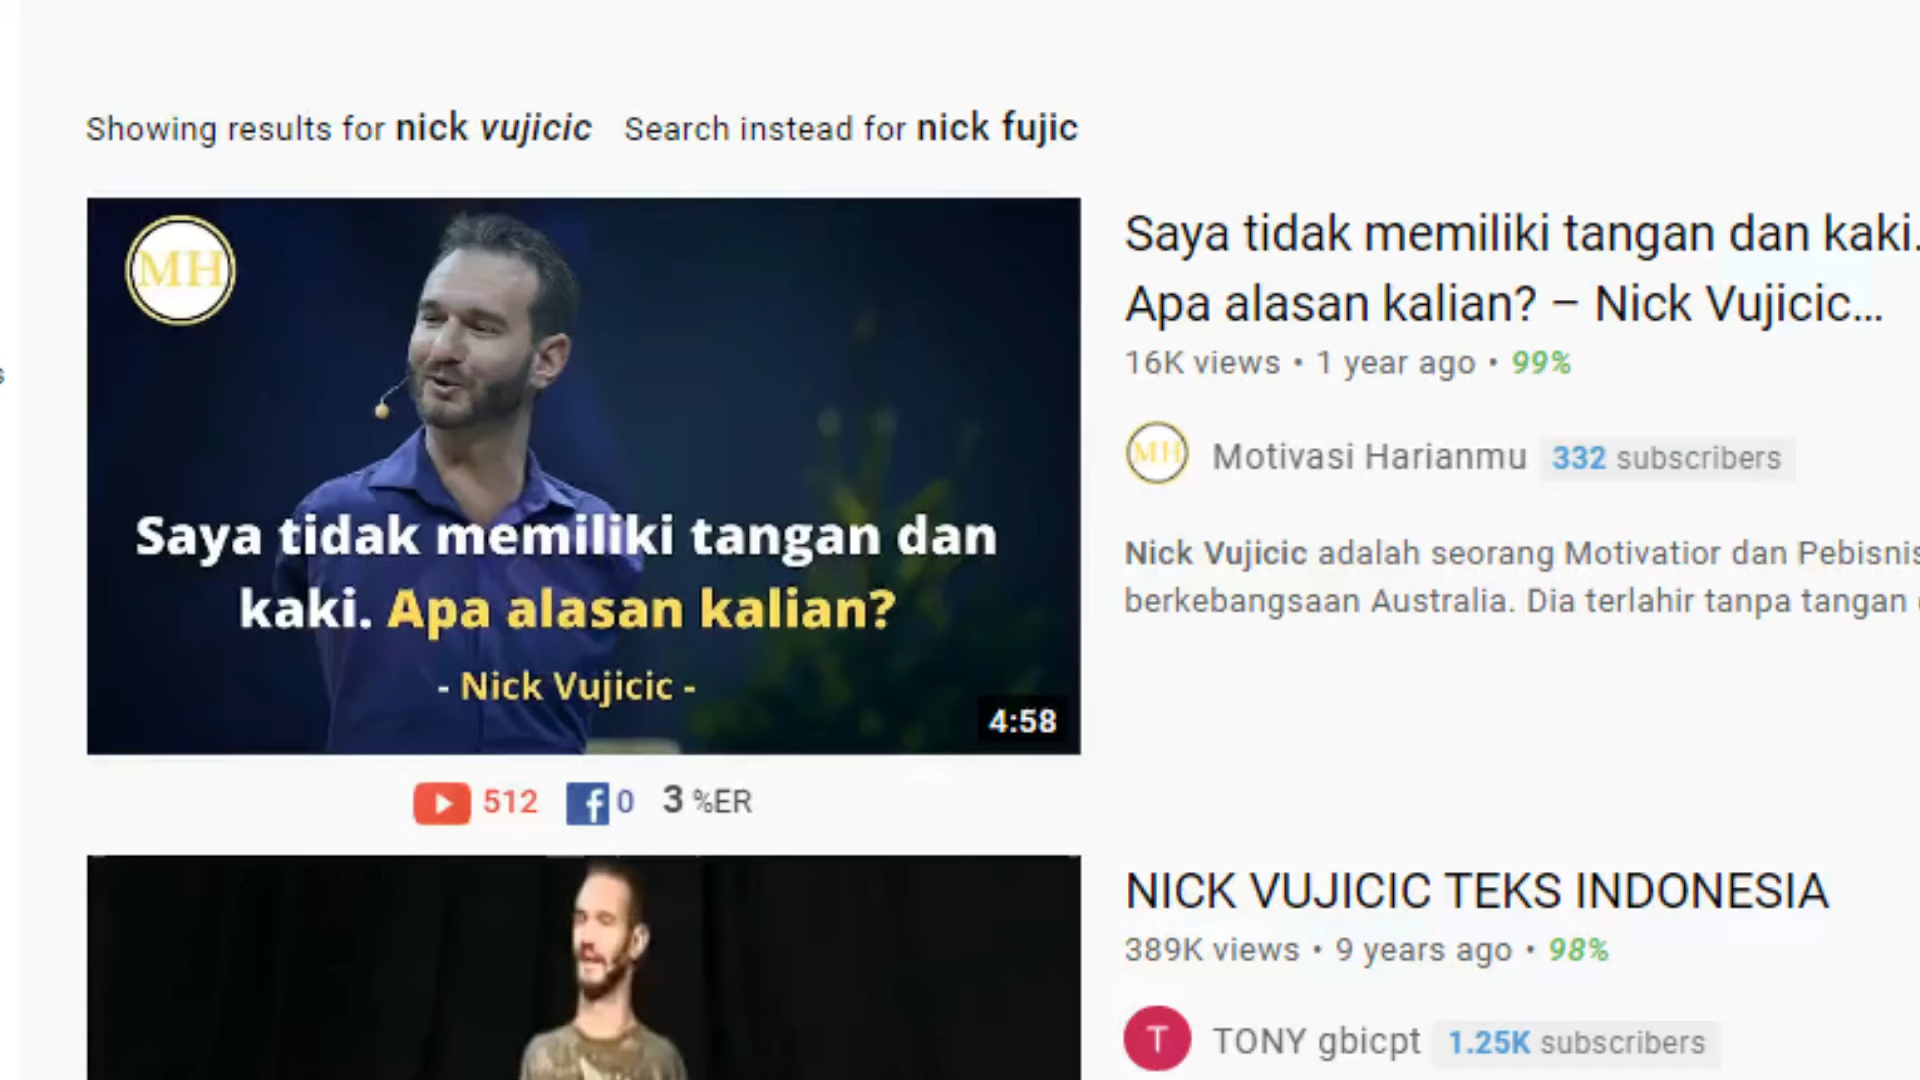 Showing results for nick vujicic Search instead for nick fujic
MH
Saya tidak memiliki tangan dan
kaki. Apa alasan kalian?
- Nick Vujicic -
4:58
512 f 0 3 %ER
Saya tidak memiliki tangan dan kaki.
Apa alasan kalian? – Nick Vujicic...
16K views • 1 year ago • 99%
MH Motivasi Harianmu 332 subscribers
Nick Vujicic adalah seorang Motivatior dan Pebisnis
berkebangsaan Australia. Dia terlahir tanpa tangan
NICK VUJICIC TEKS INDONESIA
389K views • 9 years ago • 98%
T TONY gbicpt 1.25K subscribers